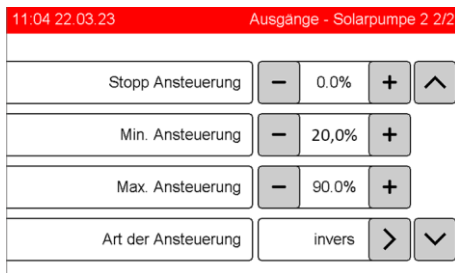 11:04 22.03.23 Ausgänge - Solarpumpe 2 2/2
Stopp Ansteuerung − 0.0% +
Min. Ansteuerung − 20,0% +
Max. Ansteuerung − 90.0% +
Art der Ansteuerung invers